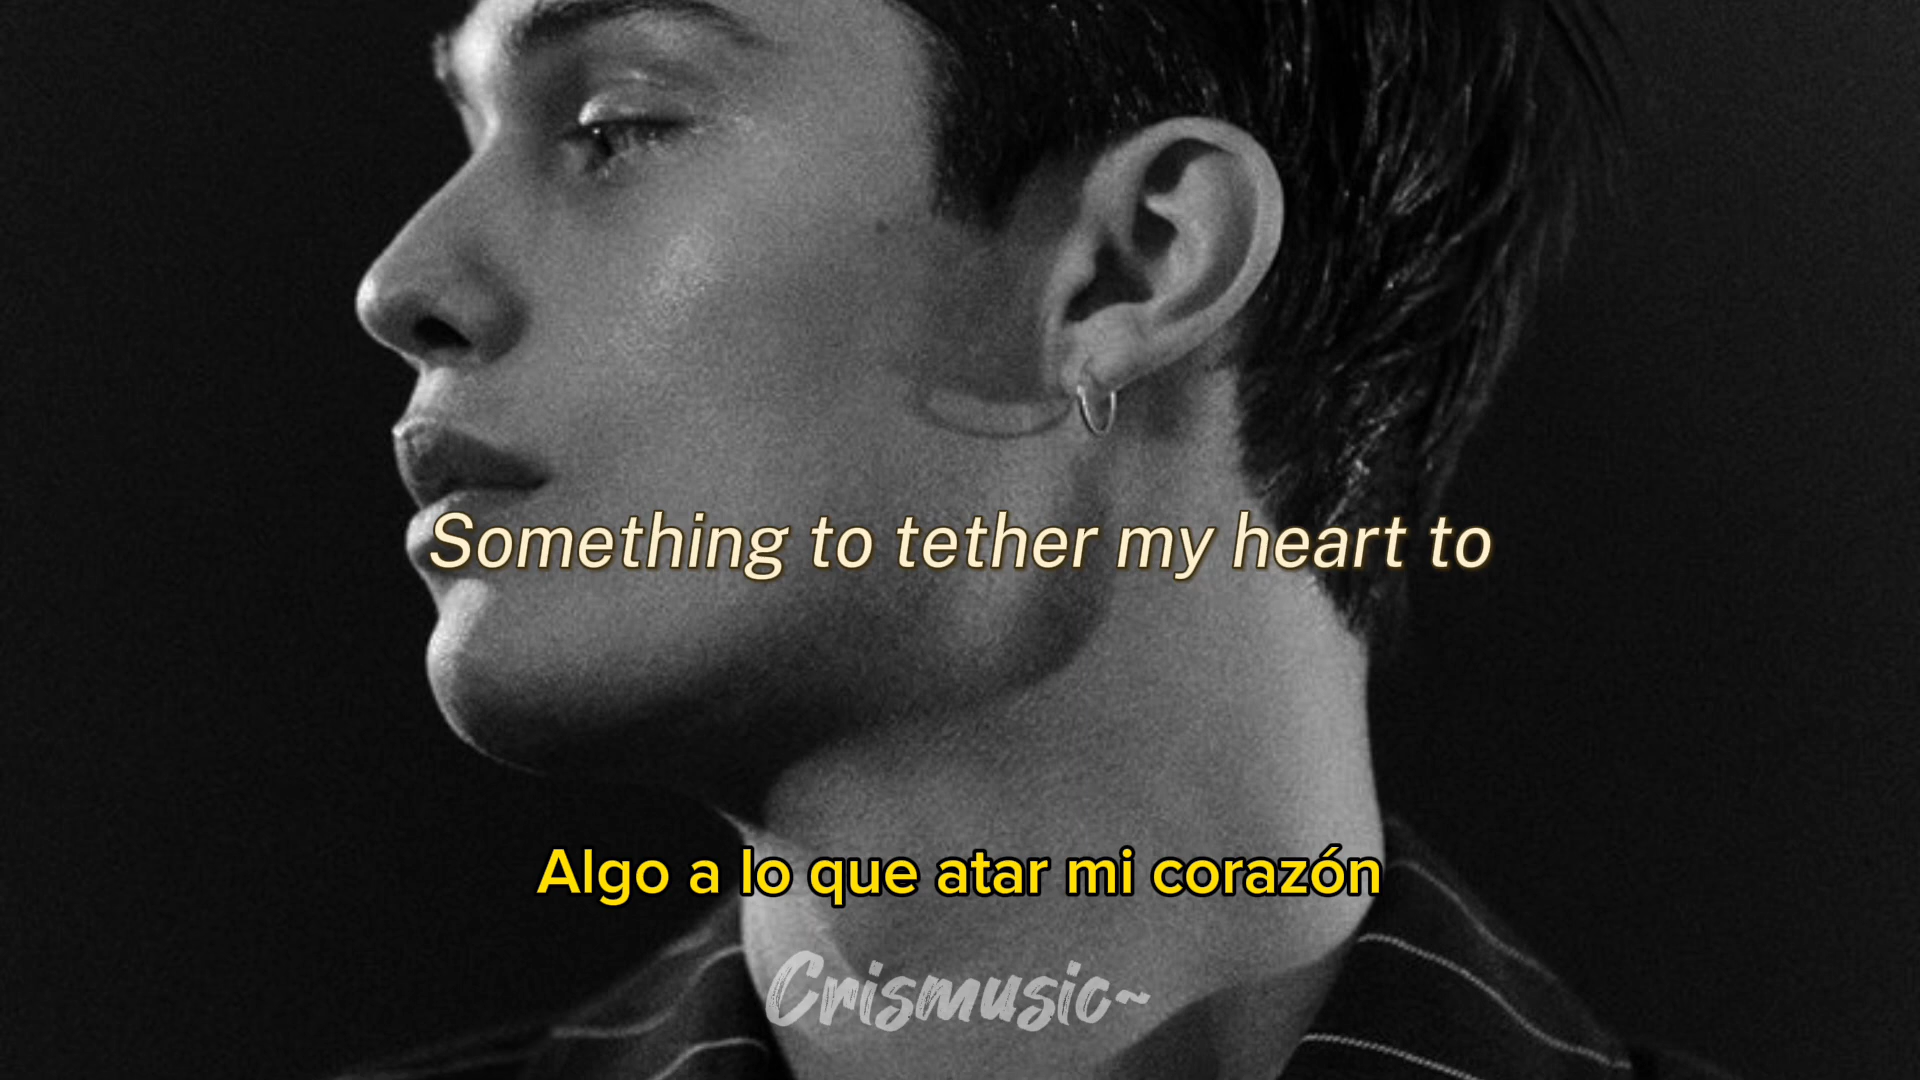 Something to tether my heart to
Algo a lo que atar mi corazón
Crismusic~